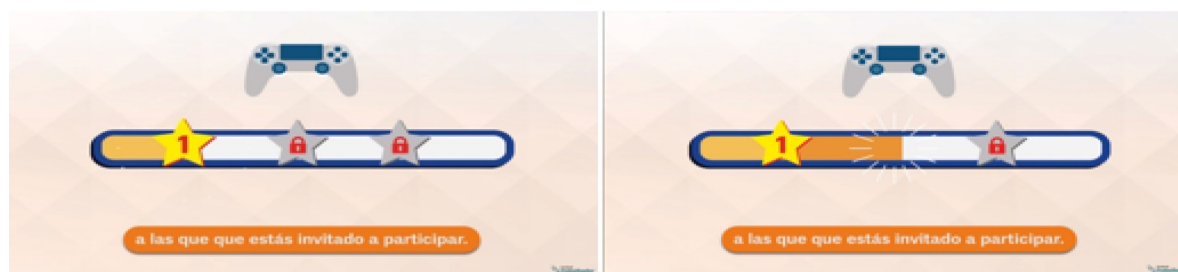 1
a las que que estás invitado a participar.
1
a las que que estás invitado a participar.